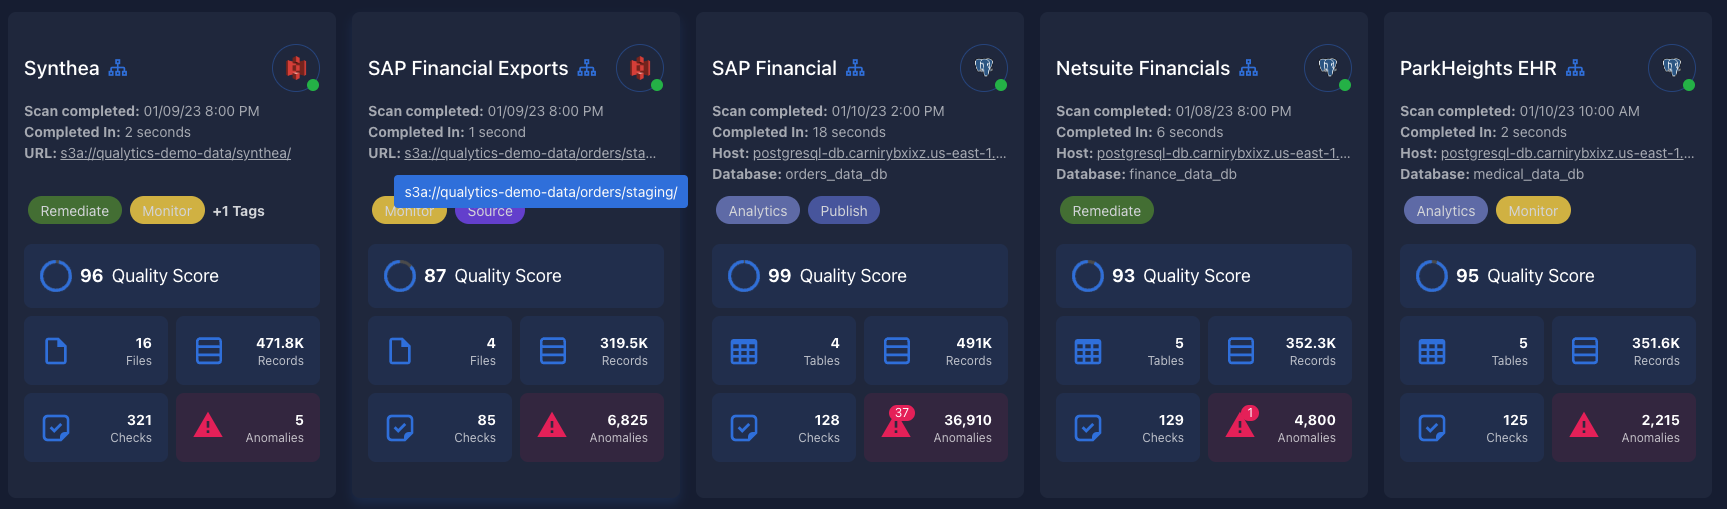 Synthea
Scan completed: 01/09/23 8:00 PM
Completed In: 2 seconds
URL: s3a://qualytics-demo-data/synthea/
Remediate Monitor +1 Tags
96 Quality Score
16
Files
471.8K
Records
321
Checks
5
Anomalies
SAP Financial Exports
Scan completed: 01/09/23 8:00 PM
Completed In: 1 second
URL: s3a://qualytics-demo-data/orders/sta...
s3a://qualytics-demo-data/orders/staging/
Monitor Source
87 Quality Score
4
Files
319.5K
Records
85
Checks
6,825
Anomalies
SAP Financial
Scan completed: 01/10/23 2:00 PM
Completed In: 18 seconds
Host: postgresql-db.carnirybxixz.us-east-1....
Database: orders_data_db
Analytics Publish
99 Quality Score
4
Tables
491K
Records
128
Checks
37
36,910
Anomalies
Netsuite Financials
Scan completed: 01/08/23 8:00 PM
Completed In: 6 seconds
Host: postgresql-db.carnirybxixz.us-east-1....
Database: finance_data_db
Remediate
93 Quality Score
5
Tables
352.3K
Records
129
Checks
1
4,800
Anomalies
ParkHeights EHR
Scan completed: 01/10/23 10:00 AM
Completed In: 2 seconds
Host: postgresql-db.carnirybxixz.us-east-1....
Database: medical_data_db
Analytics Monitor
95 Quality Score
5
Tables
351.6K
Records
125
Checks
2,215
Anomalies